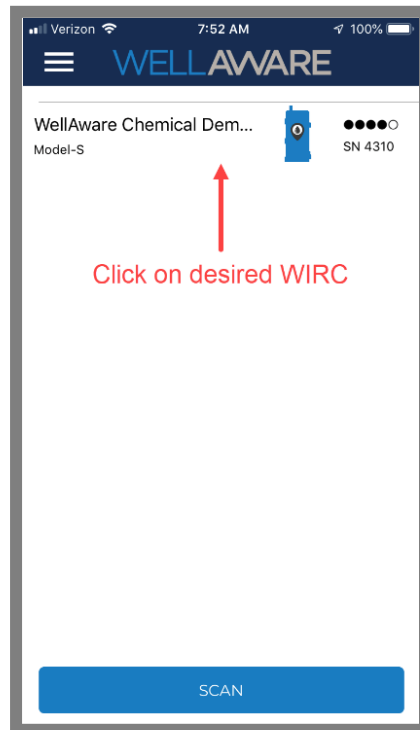 Verizon 7:52 AM 100%
WELLAWARE
WellAware Chemical Dem...
Model-S
SN 4310
Click on desired WIRC
SCAN